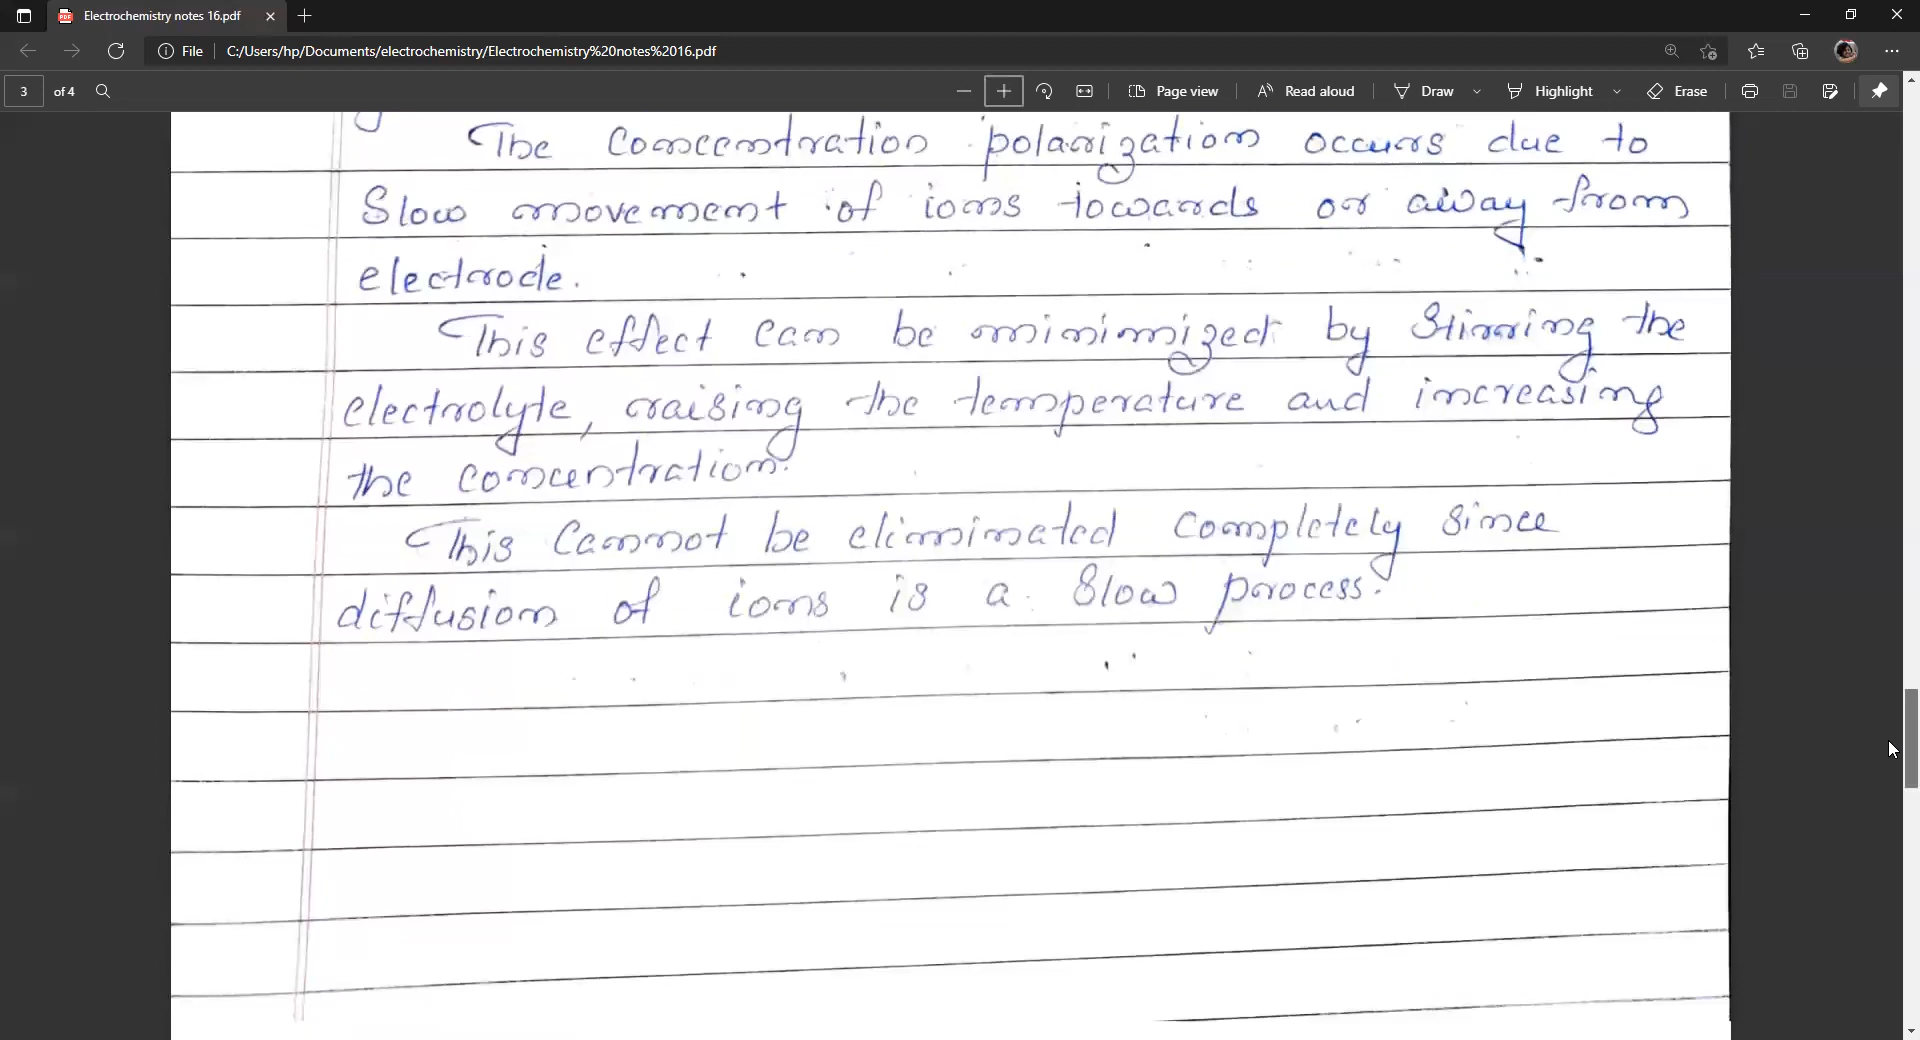 Electrochemistry notes 16.pdf
File
C:/Users/hp/Documents/electrochemistry/Electrochemistry%20notes%2016.pdf
3 of 4
Page view
Read aloud
Draw
Highlight
Erase
The Concentration polarization occurs due to
Slow movement of ions towards or away from
electrode.
This effect can be minimized by Stirring the
electrolyte, raising the temperature and increasing
the concentration.
This Cannot be eliminated Completely Since
diffusion of ions is a Slow process.